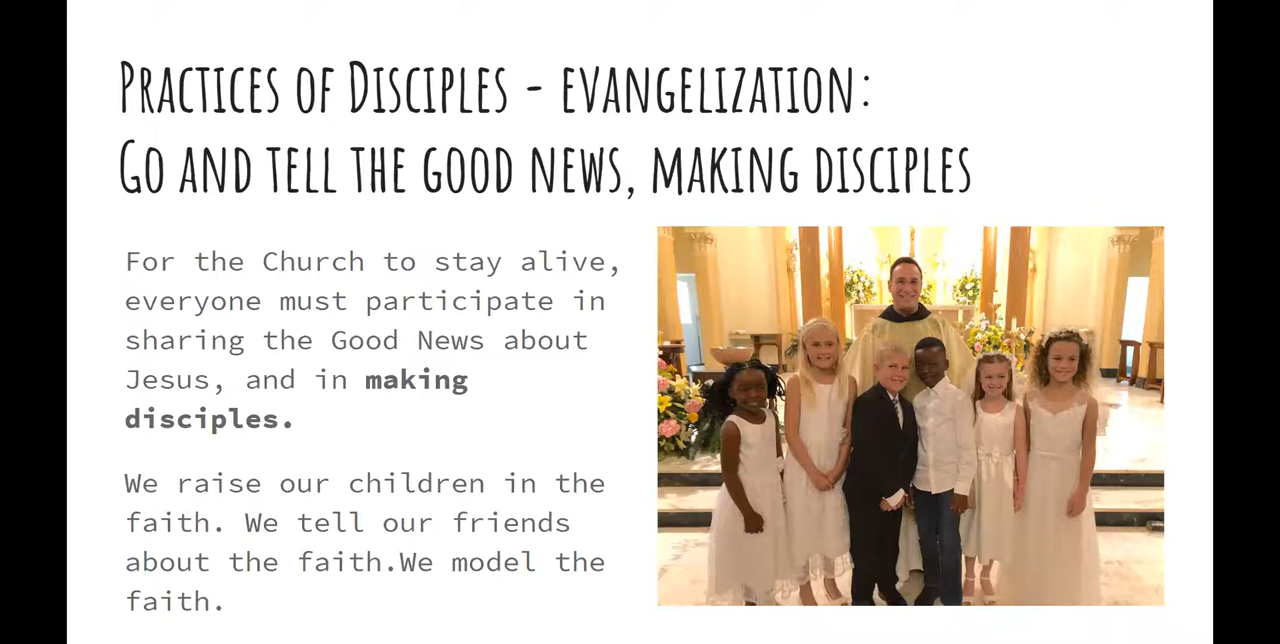 Practices of Disciples - evangelization:
Go and tell the good news, making disciples
For the Church to stay alive,
everyone must participate in
sharing the Good News about
Jesus, and in making
disciples.
We raise our children in the
faith. We tell our friends
about the faith.We model the
faith.